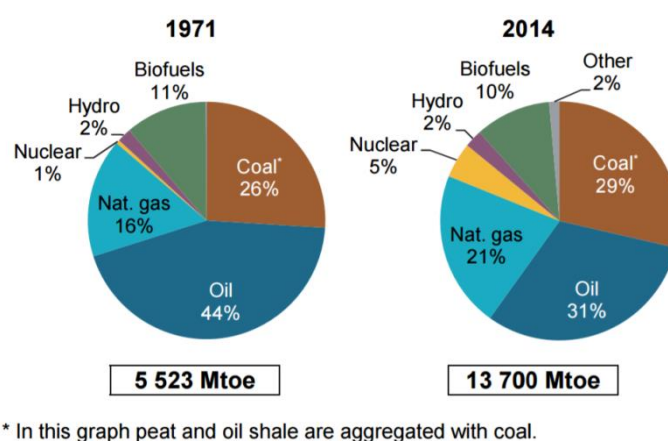 1971
Biofuels
11%
Hydro
2%
Nuclear
1%
Nat. gas
16%
Coal*
26%
Oil
44%
5 523 Mtoe
2014
Other
2%
Biofuels
10%
Hydro
2%
Nuclear
5%
Nat. gas
21%
Coal*
29%
Oil
31%
13 700 Mtoe
* In this graph peat and oil shale are aggregated with coal.